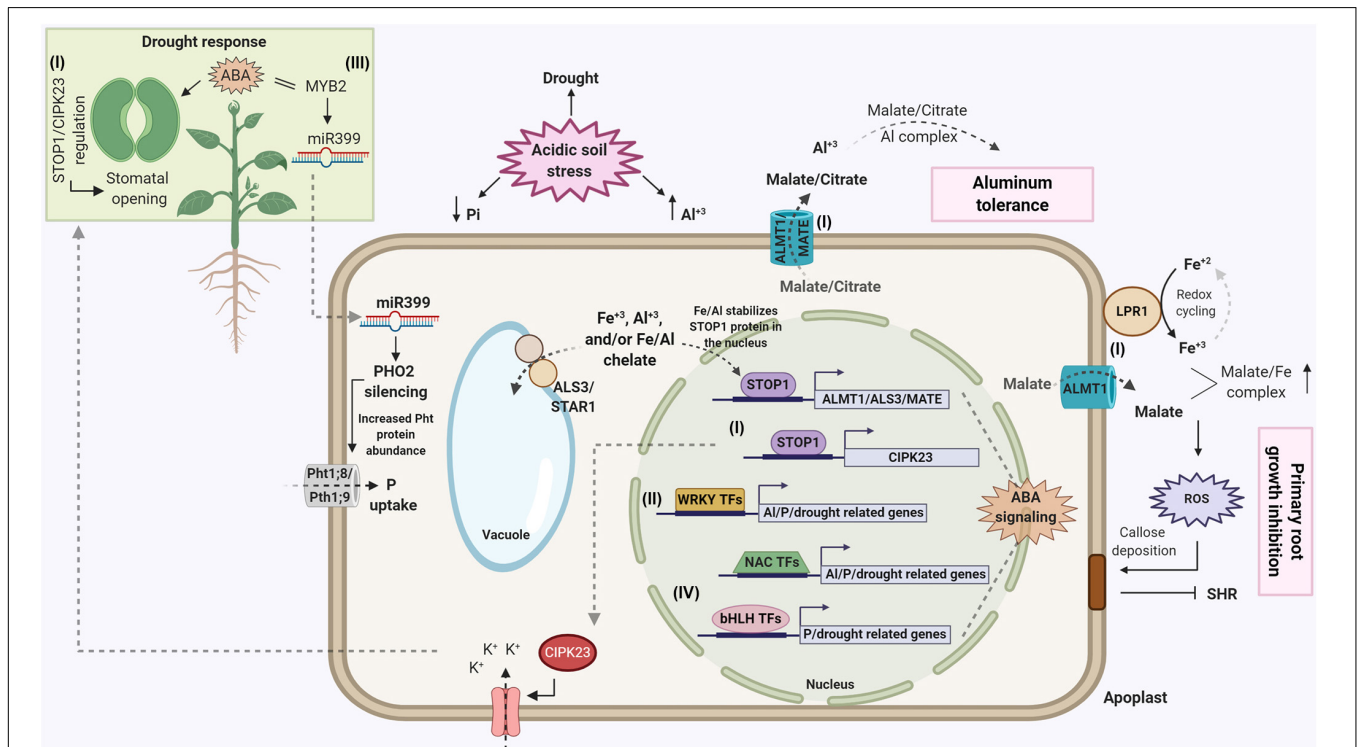 Drought response
(I)
(III)
STOP1/CIPK23
regulation
ABA
MYB2
miR399
Stomatal
opening
Drought
Acidic soil
stress
Pi
Al+3
Malate/Citrate
Al complex
Al+3
Malate/Citrate
Aluminum
tolerance
ALMT1/
MATE
(I)
Malate/Citrate
miR399
PHO2
silencing
Increased Pht
protein
abundance
Pht1;8/
Pth1;9
P
uptake
Fe+3, Al+3,
and/or Fe/Al
chelate
Fe/Al stabilizes
STOP1 protein in
the nucleus
ALS3/
STAR1
Vacuole
STOP1
ALMT1/ALS3/MATE
(I)
STOP1
CIPK23
(II)
WRKY TFs
Al/P/drought related genes
NAC TFs
Al/P/drought related genes
(IV)
bHLH TFs
P/drought related genes
ABA
signaling
Nucleus
K+ K+
K+
CIPK23
LPR1
Fe+2
Redox
cycling
Fe+3
(I)
Malate
ALMT1
Malate
Malate/Fe
complex
ROS
Callose
deposition
SHR
Primary root
growth inhibition
Apoplast